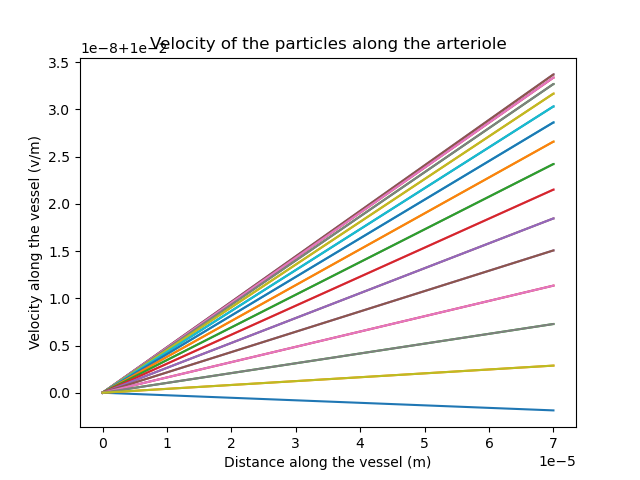 Velocity of the particles along the arteriole
1e−8+1e−2
3.5
3.0
2.5
2.0
1.5
1.0
0.5
0.0
Velocity along the vessel (v/m)
0 1 2 3 4 5 6 7
1e−5
Distance along the vessel (m)